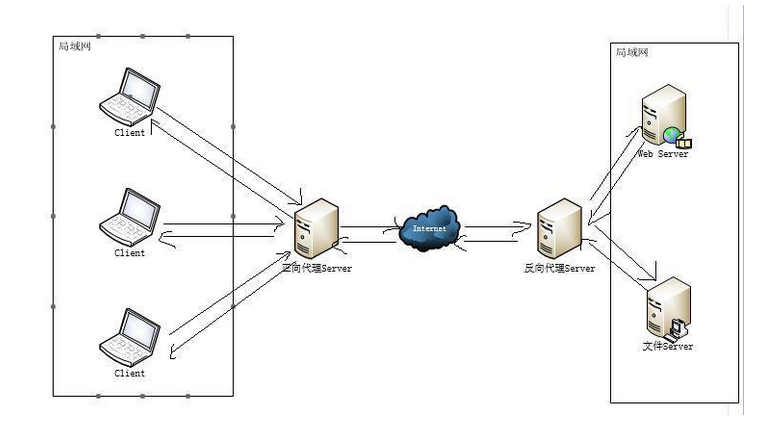 局域网
局域网
Client
Web Server
Client
Internet
正向代理Server
反向代理Server
文件Server
Client